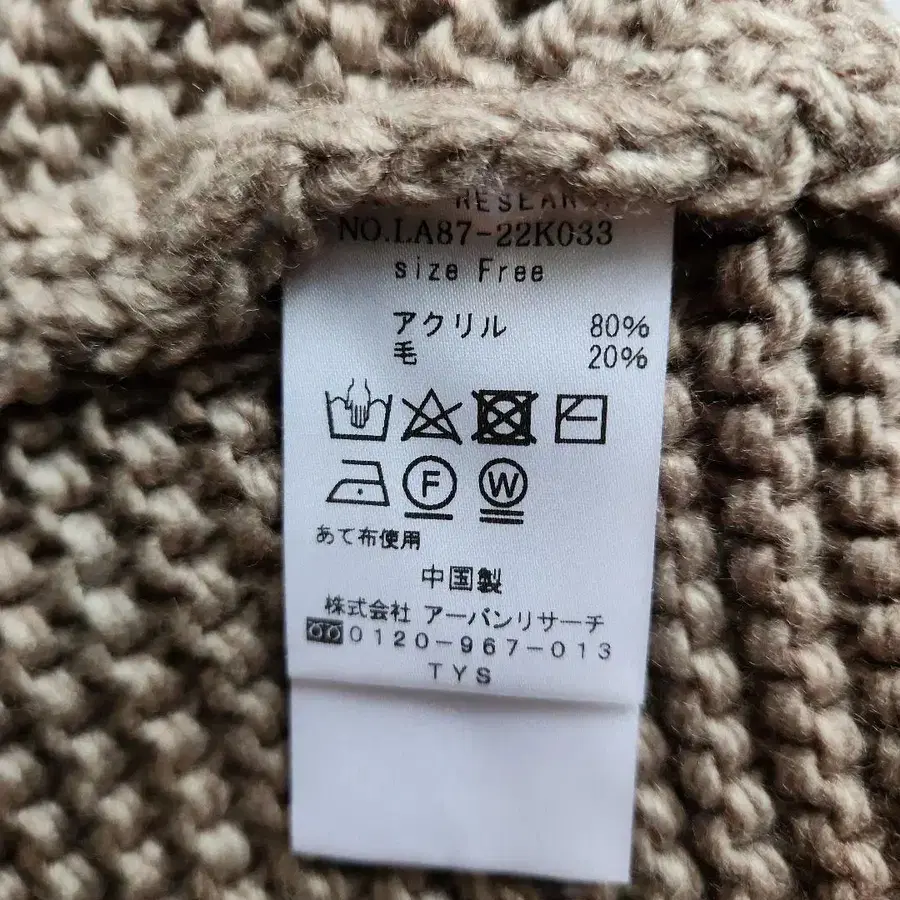 NO.LA87-22K033
size Free
アクリル 80%
毛 20%
F W
あて布使用
中国製
株式会社 アーバンリサーチ
0120-967-013
TYS